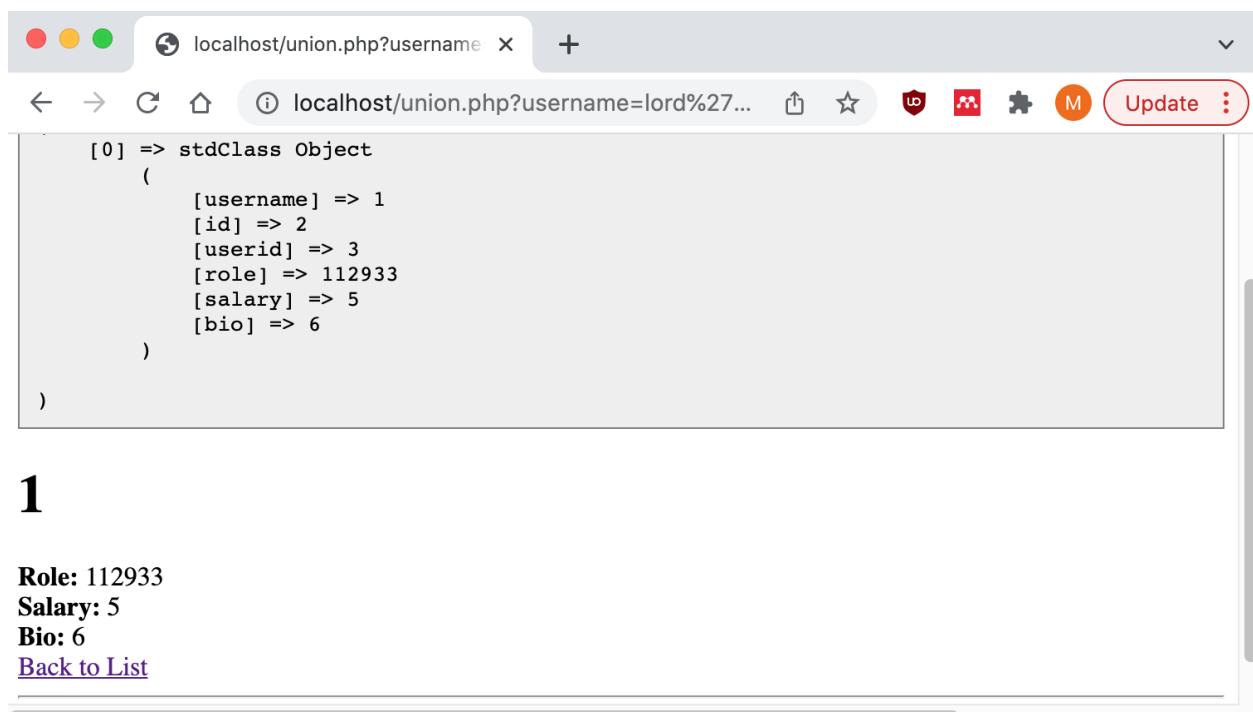 localhost/union.php?username
localhost/union.php?username=lord%27...
M
Update
[0] => stdClass Object
(
[username] => 1
[id] => 2
[userid] => 3
[role] => 112933
[salary] => 5
[bio] => 6
)
)
1
Role: 112933
Salary: 5
Bio: 6
Back to List